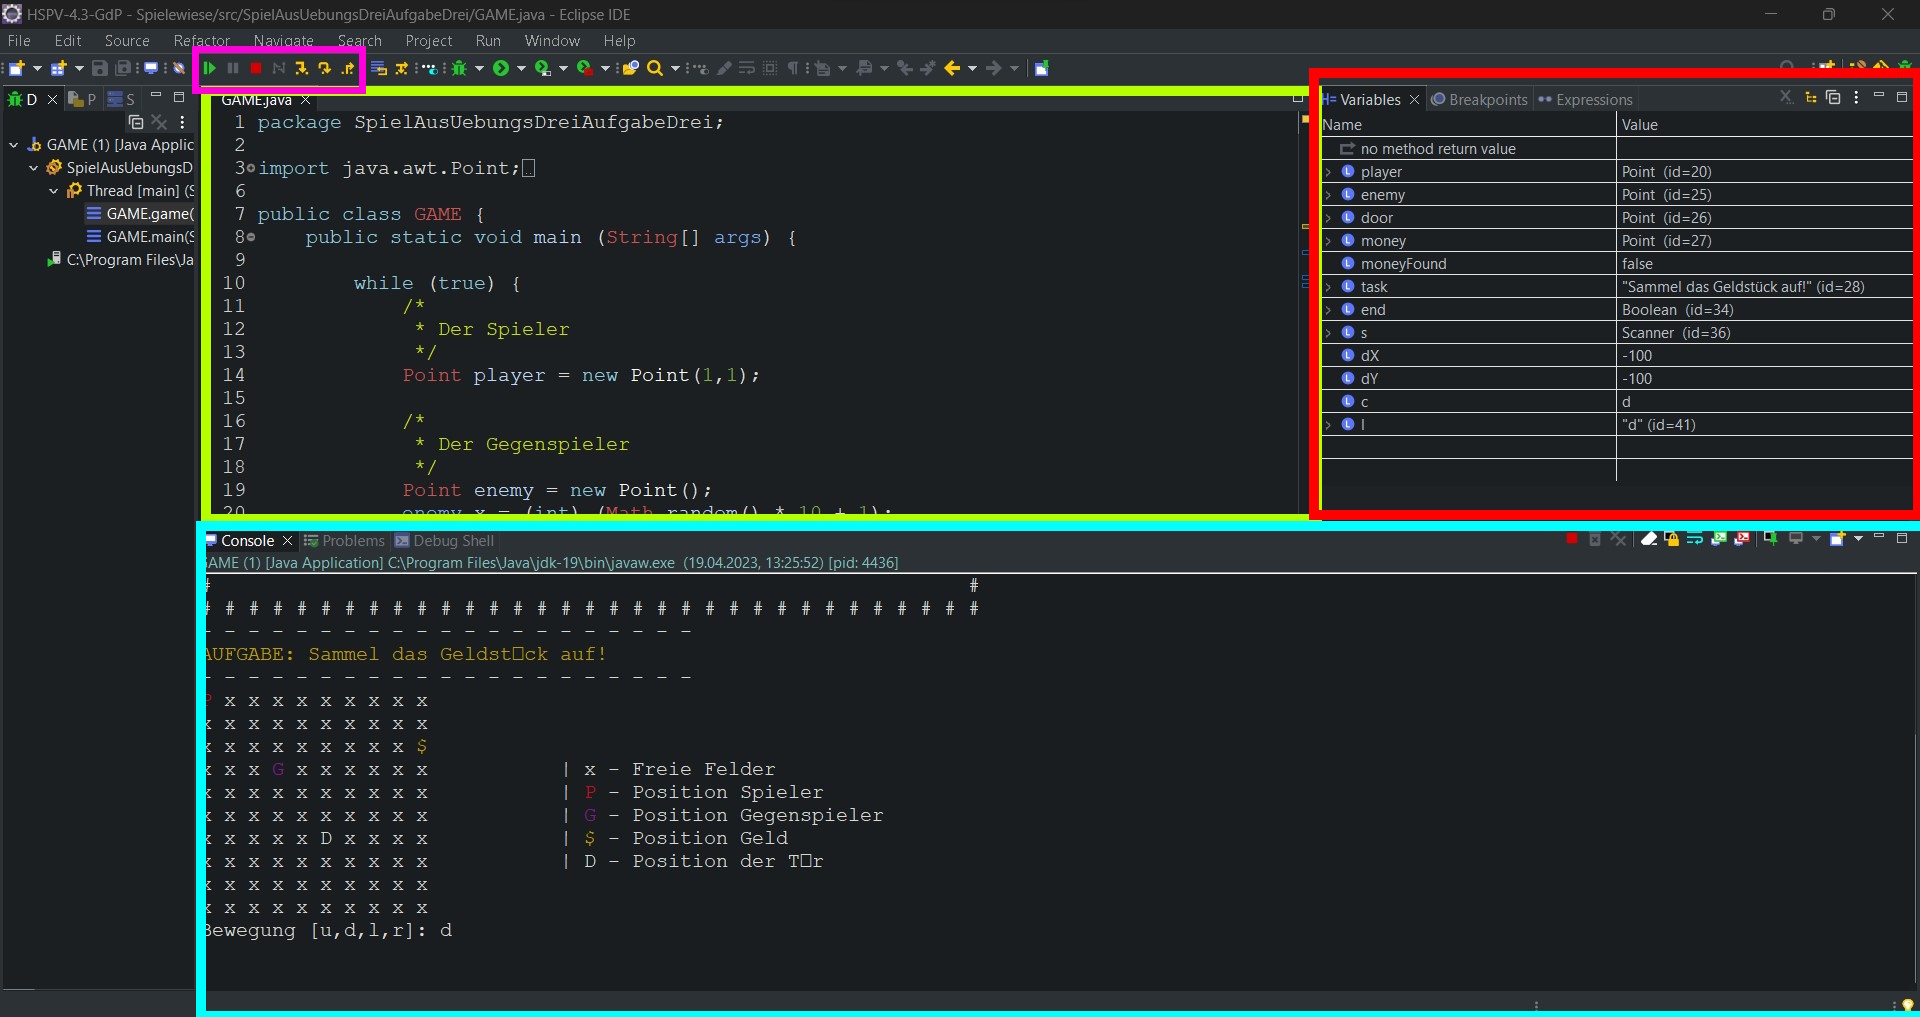 HSPV-4.3-GdP - Spielewiese/src/SpielAusUebungsDreiAufgabeDrei/GAME.java - Eclipse IDE
File Edit Source Refactor Navigate Search Project Run Window Help
D P S
GAME (1) [Java Applic
SpielAusUebungsD
Thread [main] (S
GAME.game(
GAME.main(S
C:\Program Files\Ja
GAME.java
1 package SpielAusUebungsDreiAufgabeDrei;
2
3 import java.awt.Point;
6
7 public class GAME {
8 public static void main (String[] args) {
9
10 while (true) {
11 /*
12 * Der Spieler
13 */
14 Point player = new Point(1,1);
15
16 /*
17 * Der Gegenspieler
18 */
19 Point enemy = new Point();
20 enemy.x = (int) (Math.random() * 10 + 1);
Variables Breakpoints Expressions
Name Value
no method return value
player Point (id=20)
enemy Point (id=25)
door Point (id=26)
money Point (id=27)
moneyFound false
task "Sammel das Geldstück auf!" (id=28)
end Boolean (id=34)
s Scanner (id=36)
dX -100
dY -100
c d
l "d" (id=41)
Console Problems Debug Shell
GAME (1) [Java Application] C:\Program Files\Java\jdk-19\bin\javaw.exe (19.04.2023, 13:25:52) [pid: 4436]
# #
# # # # # # # # # # # # # # # # # # # # # # # # # # # # # # # # #
- - - - - - - - - - - - - - - - - - - - -
AUFGABE: Sammel das Geldst□ck auf!
- - - - - - - - - - - - - - - - - - - - -
P x x x x x x x x x
x x x x x x x x x x
x x x x x x x x x $
x x x G x x x x x x | x - Freie Felder
x x x x x x x x x x | P - Position Spieler
x x x x x x x x x x | G - Position Gegenspieler
x x x x x D x x x x | $ - Position Geld
x x x x x x x x x x | D - Position der T□r
x x x x x x x x x x
x x x x x x x x x x
Bewegung [u,d,l,r]: d